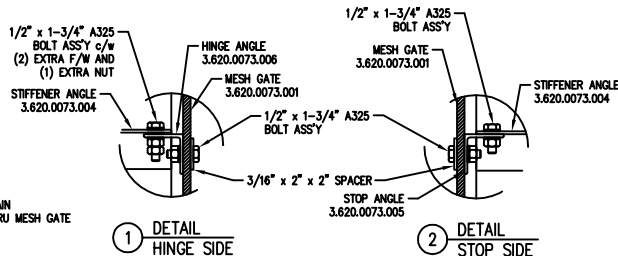 1/2" x 1-3/4" A325
BOLT ASS'Y c/w
(2) EXTRA F/W AND
(1) EXTRA NUT
STIFFENER ANGLE
3.620.0073.004
HINGE ANGLE
3.620.0073.006
MESH GATE
3.620.0073.001
1/2" x 1-3/4" A325
BOLT ASS'Y
3/16" x 2" x 2" SPACER
1/2" x 1-3/4" A325
BOLT ASS'Y
MESH GATE
3.620.0073.001
STIFFENER ANGLE
3.620.0073.004
STOP ANGLE
3.620.0073.005
AIN
RU MESH GATE
1 DETAIL
HINGE SIDE
2 DETAIL
STOP SIDE